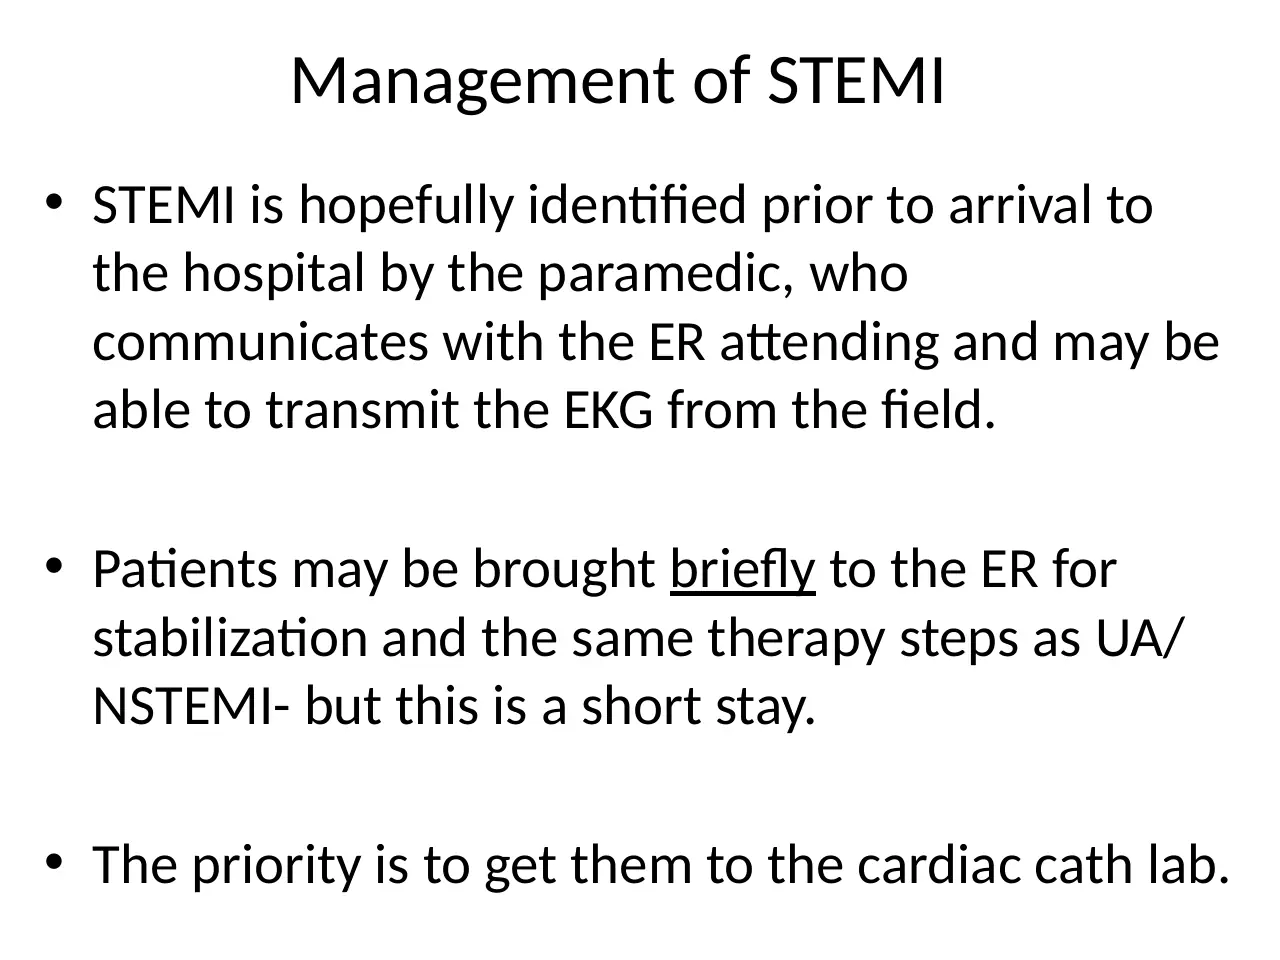 Management of STEMI
• STEMI is hopefully identified prior to arrival to
the hospital by the paramedic, who
communicates with the ER attending and may be
able to transmit the EKG from the field.
• Patients may be brought briefly to the ER for
stabilization and the same therapy steps as UA/
NSTEMI- but this is a short stay.
• The priority is to get them to the cardiac cath lab.